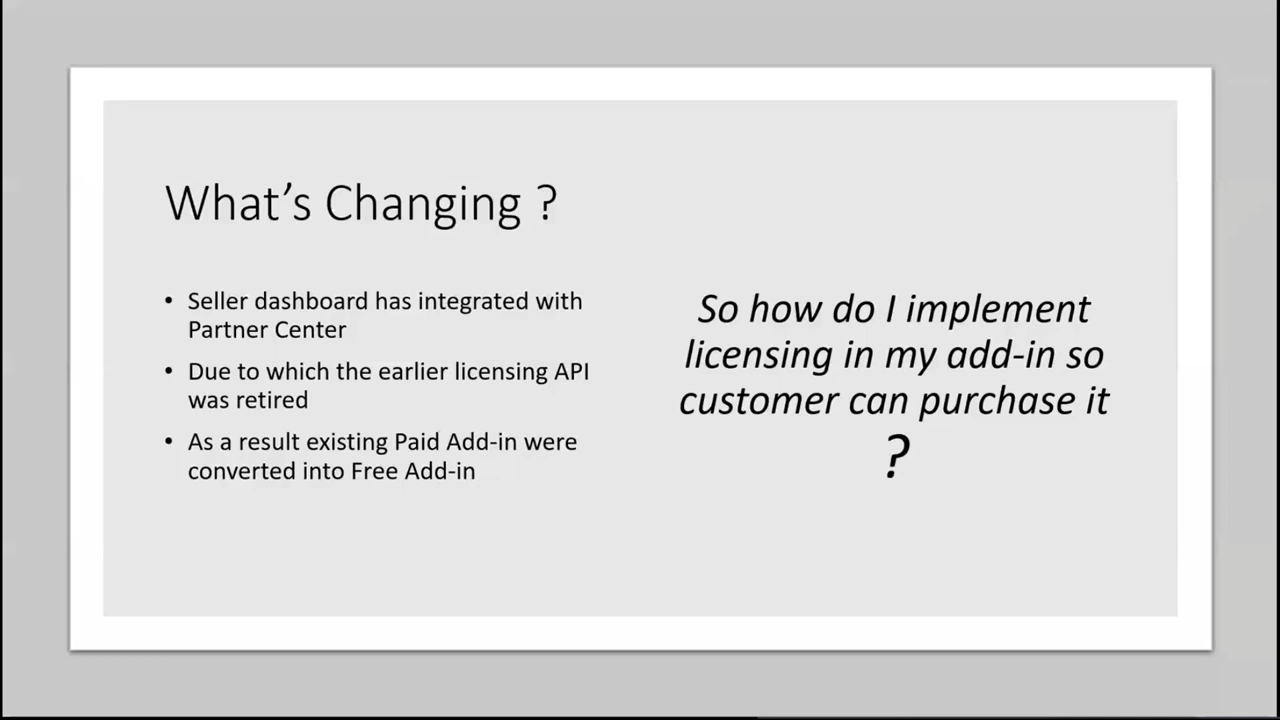 What’s Changing ?
• Seller dashboard has integrated with
Partner Center
• Due to which the earlier licensing API
was retired
• As a result existing Paid Add-in were
converted into Free Add-in
So how do I implement
licensing in my add-in so
customer can purchase it
?